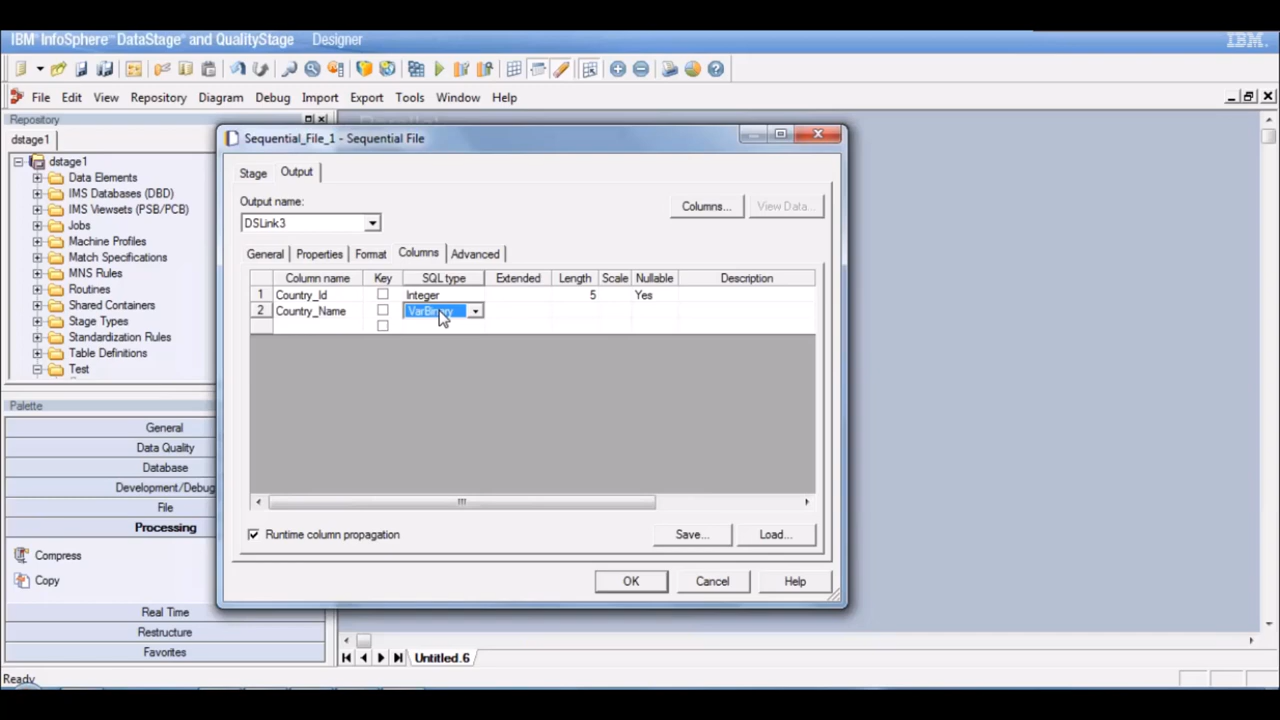 IBM® InfoSphere™ DataStage® and QualityStage™ Designer IBM.
File Edit View Repository Diagram Debug Import Export Tools Window Help
Repository
dstage1
dstage1
Data Elements
IMS Databases (DBD)
IMS Viewsets (PSB/PCB)
Jobs
Machine Profiles
Match Specifications
MNS Rules
Routines
Shared Containers
Stage Types
Standardization Rules
Table Definitions
Test
Palette
General
Data Quality
Database
Development/Debug
File
Processing
Compress
Copy
Real Time
Restructure
Favorites
Sequential_File_1 - Sequential File
Stage Output
Output name:
DSLink3
Columns... View Data...
General Properties Format Columns Advanced
Column name Key SQL type Extended Length Scale Nullable Description
1 Country_Id Integer 5 Yes
2 Country_Name VarBinary
Runtime column propagation Save... Load...
OK Cancel Help
Untitled.6
Ready